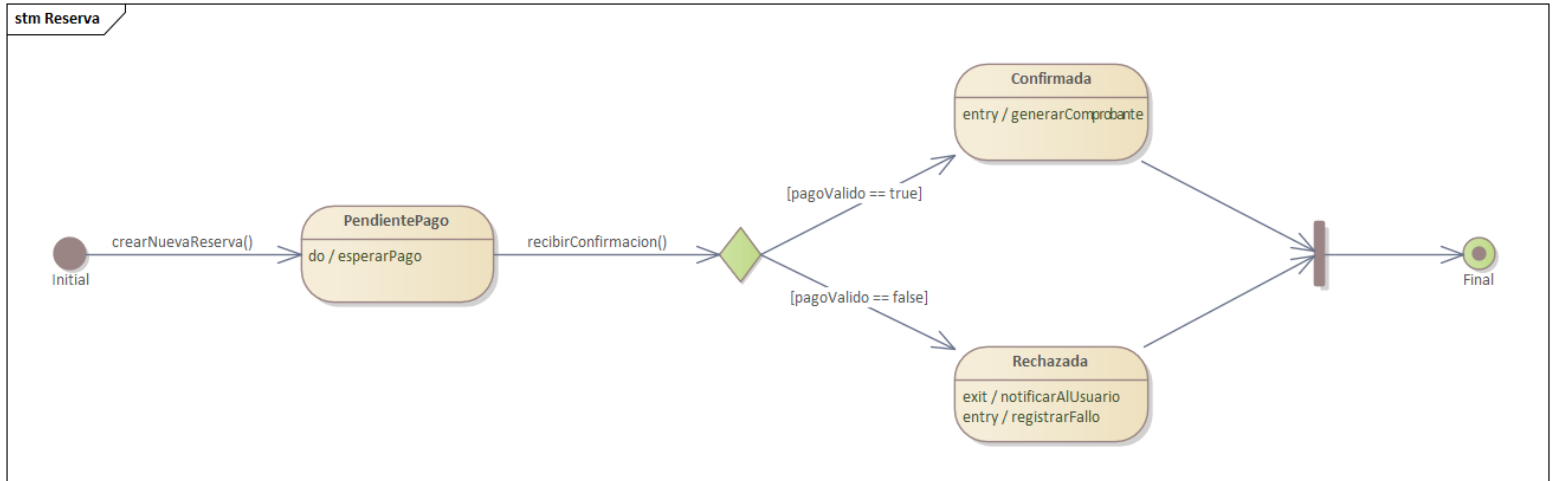 stm Reserva
Initial
crearNuevaReserva()
PendientePago
do / esperarPago
recibirConfirmacion()
[pagoValido == true]
[pagoValido == false]
Confirmada
entry / generarComprobante
Rechazada
exit / notificarAlUsuario
entry / registrarFallo
Final